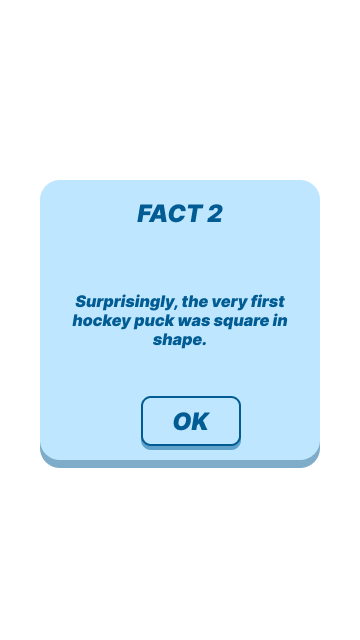 FACT 2
Surprisingly, the very first
hockey puck was square in
shape.
OK